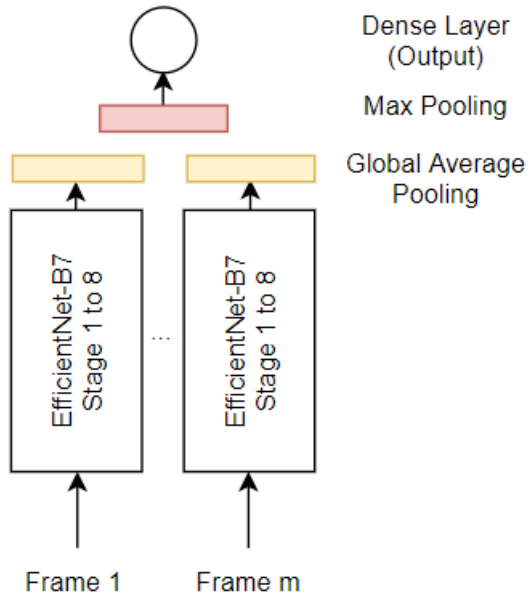 Dense Layer
(Output)
Max Pooling
Global Average
Pooling
EfficientNet-B7
Stage 1 to 8
...
EfficientNet-B7
Stage 1 to 8
Frame 1
Frame m